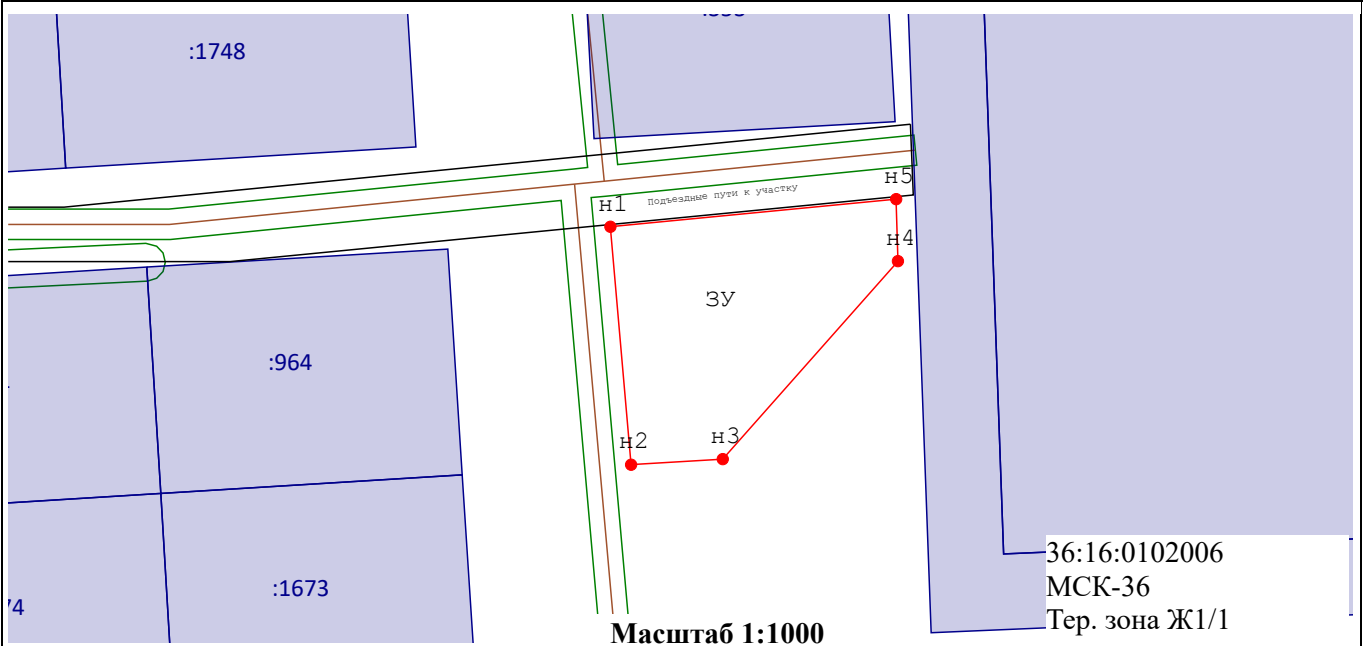 :1748
Подъездные пути к участку
н5
н1
н4
ЗУ
:964
н2
н3
:1673
36:16:0102006
МСК-36
Тер. зона Ж1/1
Масштаб 1:1000